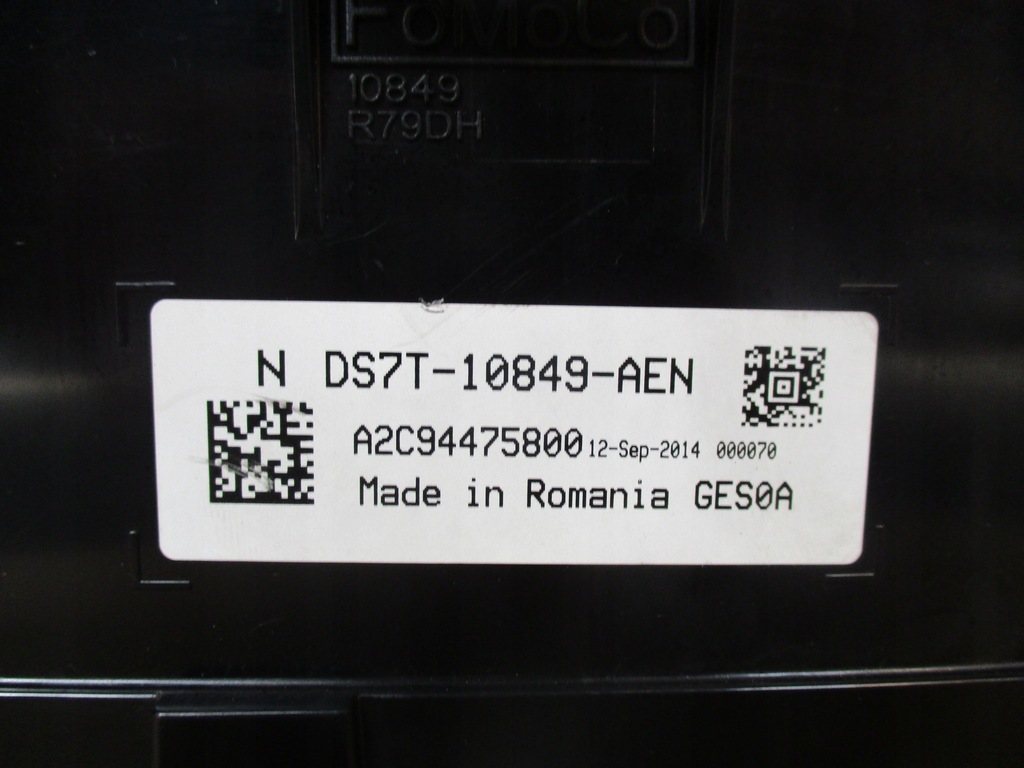 FoMoCo
10849
R79DH
N DS7T-10849-AEN
A2C94475800 12-Sep-2014 000070
Made in Romania GES0A